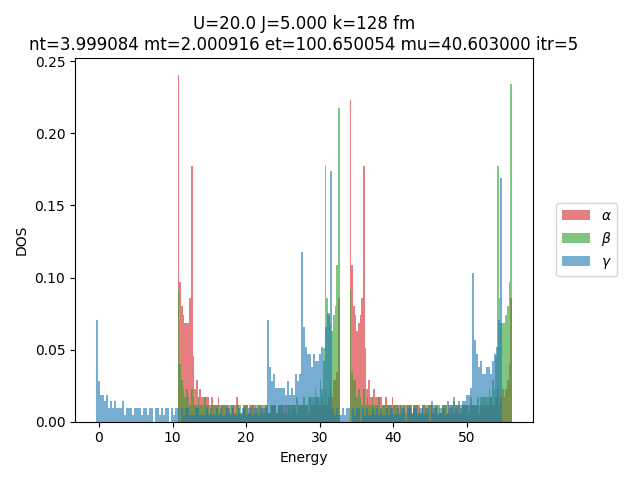 U=20.0 J=5.000 k=128 fm
nt=3.999084 mt=2.000916 et=100.650054 mu=40.603000 itr=5
0.25
0.20
0.15
0.10
0.05
0.00
DOS
0 10 20 30 40 50
Energy
α
β
γ